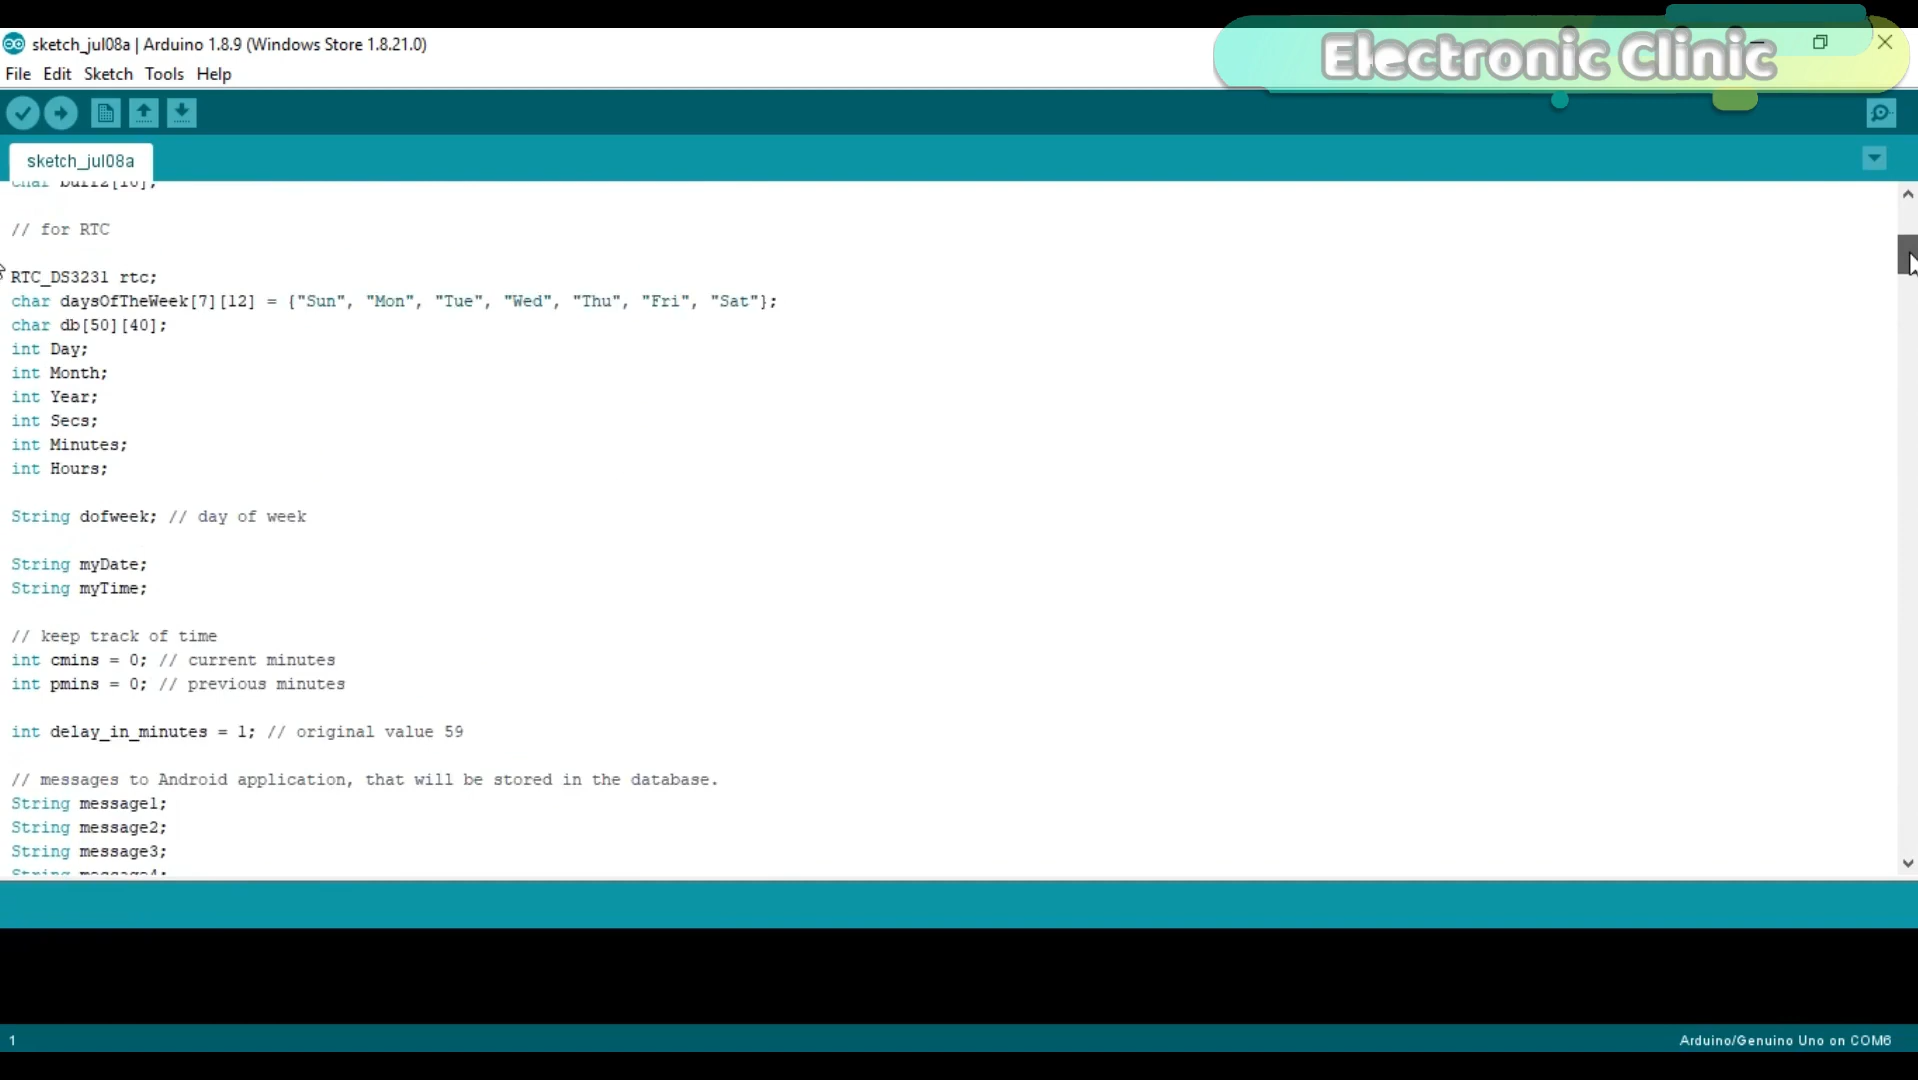 Electronic Clinic
sketch_jul08a | Arduino 1.8.9 (Windows Store 1.8.21.0)
File Edit Sketch Tools Help
sketch_jul08a
// for RTC
RTC_DS3231 rtc;
char daysOfTheWeek[7][12] = {"Sun", "Mon", "Tue", "Wed", "Thu", "Fri", "Sat"};
char db[50][40];
int Day;
int Month;
int Year;
int Secs;
int Minutes;
int Hours;
String dofweek; // day of week
String myDate;
String myTime;
// keep track of time
int cmins = 0; // current minutes
int pmins = 0; // previous minutes
int delay_in_minutes = 1; // original value 59
// messages to Android application, that will be stored in the database.
String message1;
String message2;
String message3;
String message4;
1
Arduino/Genuino Uno on COM6